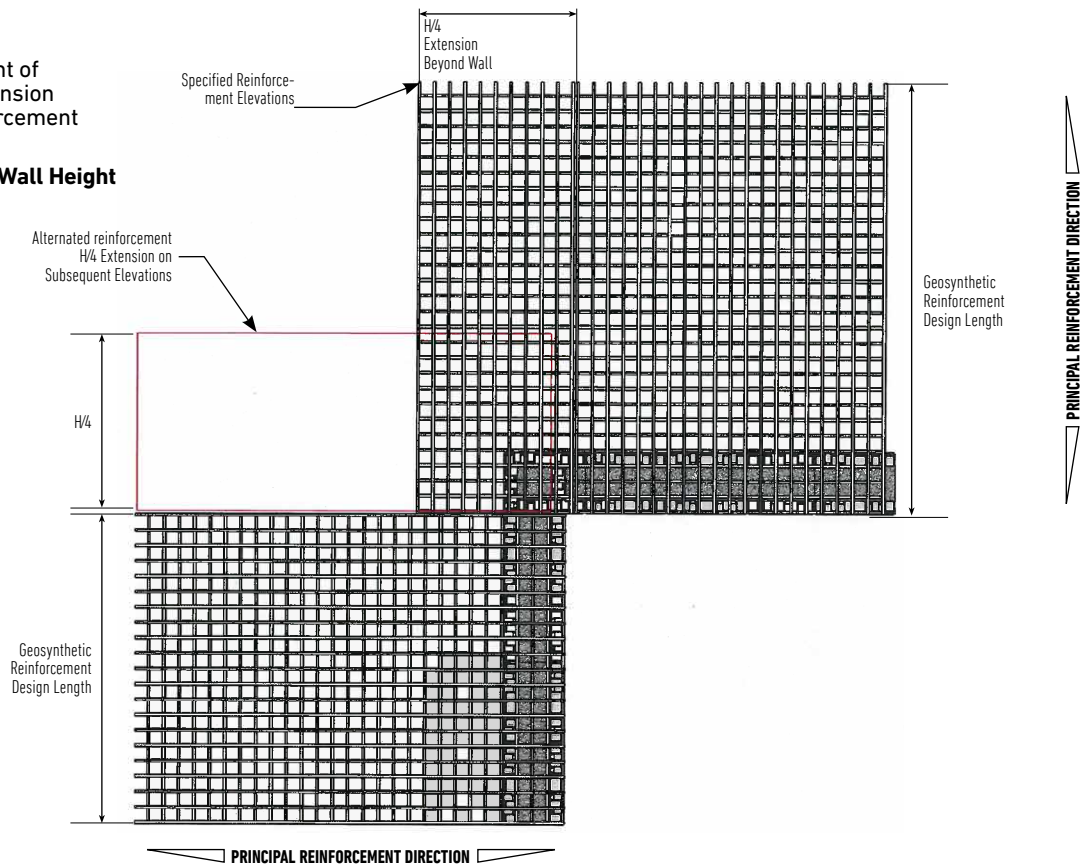 nt of
ension
rcement
Wall Height
H/4
Extension
Beyond Wall
Specified Reinforce-
ment Elevations
Alternated reinforcement
H/4 Extension on
Subsequent Elevations
H/4
Geosynthetic
Reinforcement
Design Length
PRINCIPAL REINFORCEMENT DIRECTION
Geosynthetic
Reinforcement
Design Length
PRINCIPAL REINFORCEMENT DIRECTION